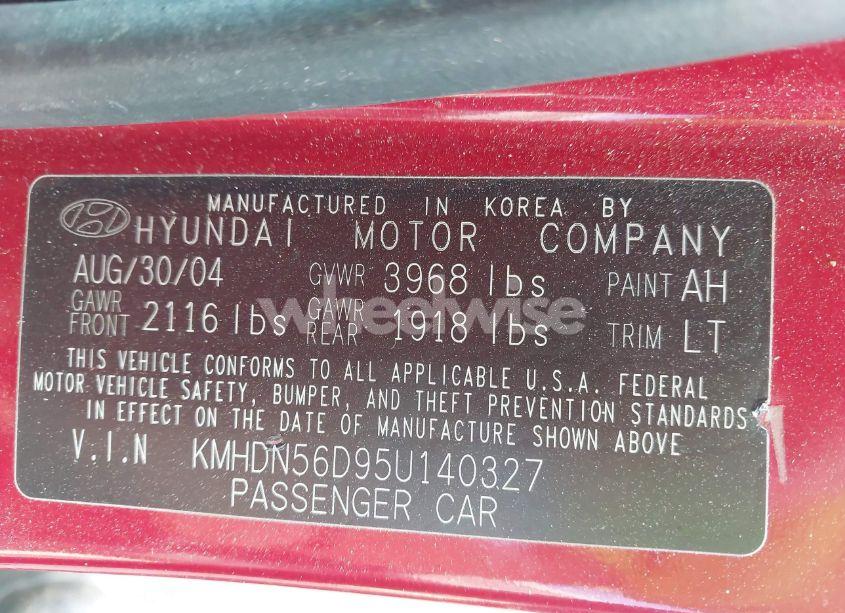 MANUFACTURED IN KOREA BY
HYUNDAI MOTOR COMPANY
AUG/30/04 GVWR 3968 lbs PAINT AH
GAWR FRONT 2116 lbs GAWR REAR 1918 lbs TRIM LT
wheelwise
THIS VEHICLE CONFORMS TO ALL APPLICABLE U.S.A. FEDERAL
MOTOR VEHICLE SAFETY, BUMPER, AND THEFT PREVENTION STANDARDS
IN EFFECT ON THE DATE OF MANUFACTURE SHOWN ABOVE
V.I.N KMHDN56D95U140327
PASSENGER CAR